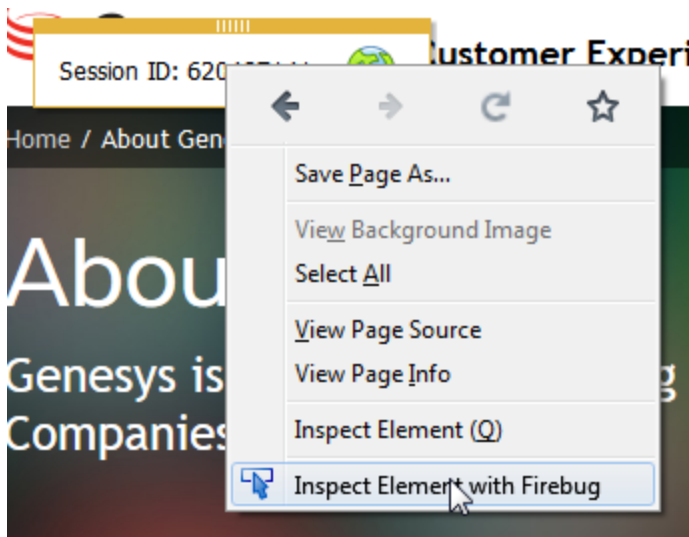 Customer Experi
Session ID:
Home / About Gen
Save Page As...
View Background Image
Select All
View Page Source
View Page Info
Inspect Element (Q)
Inspect Element with Firebug
Abou
Genesys is g
Companies